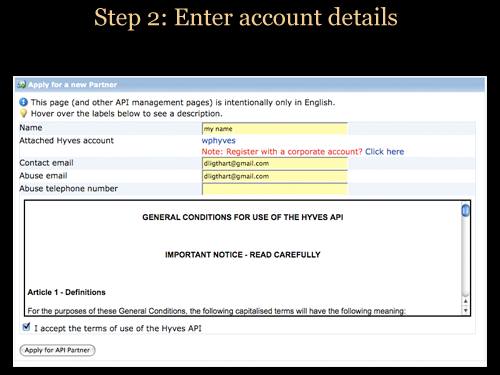 Step 2: Enter account details
Apply for a new Partner
This page (and other API management pages) is intentionally only in English.
Hover over the labels below to see a description.
Name my name
Attached Hyves account wphyves
Note: Register with a corporate account? Click here
Contact email dligthart@gmail.com
Abuse email dligthart@gmail.com
Abuse telephone number
GENERAL CONDITIONS FOR USE OF THE HYVES API
IMPORTANT NOTICE - READ CAREFULLY
Article 1 - Definitions
For the purposes of these General Conditions, the following capitalised terms will have the following meaning:
I accept the terms of use of the Hyves API
Apply for API Partner